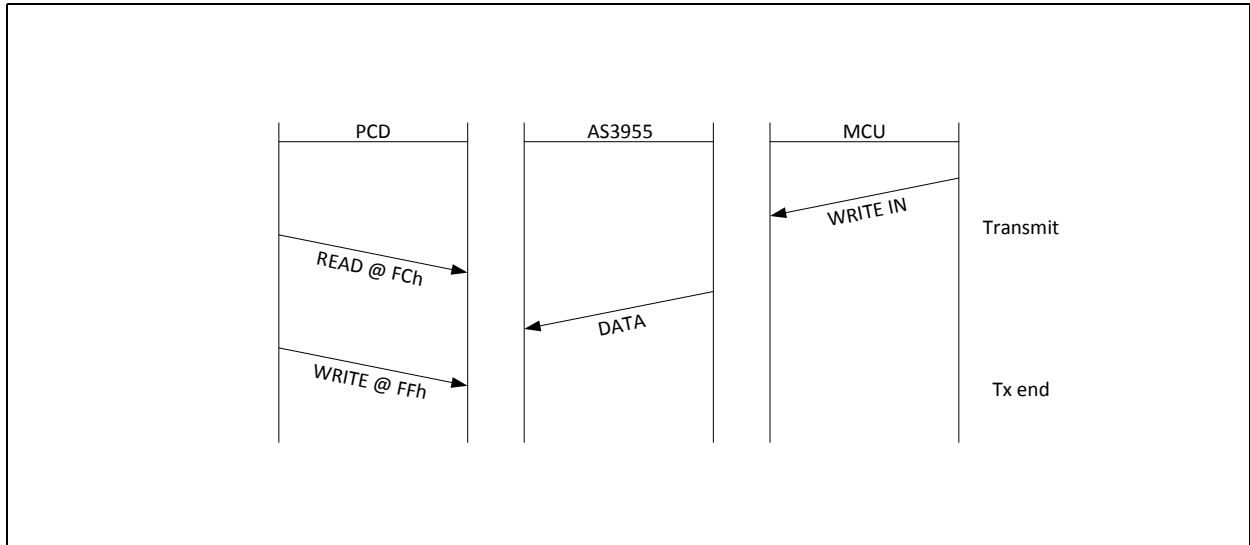 PCD
AS3955
MCU
WRITE IN
Transmit
READ @ FCh
DATA
WRITE @ FFh
Tx end